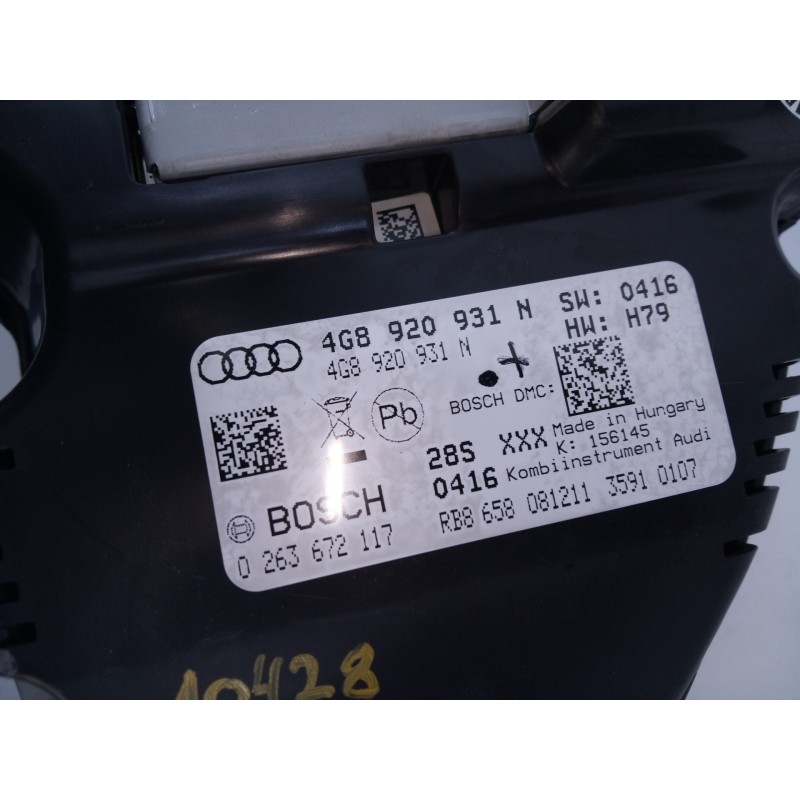 4G8 920 931 N SW: 0416
4G8 920 931 N HW: H79
Pb BOSCH DMC:
28S XXX Made in Hungary
K: 156145
0416 Kombiinstrument Audi
BOSCH RB8 658 081211 3591 0107
0 263 672 117
10428